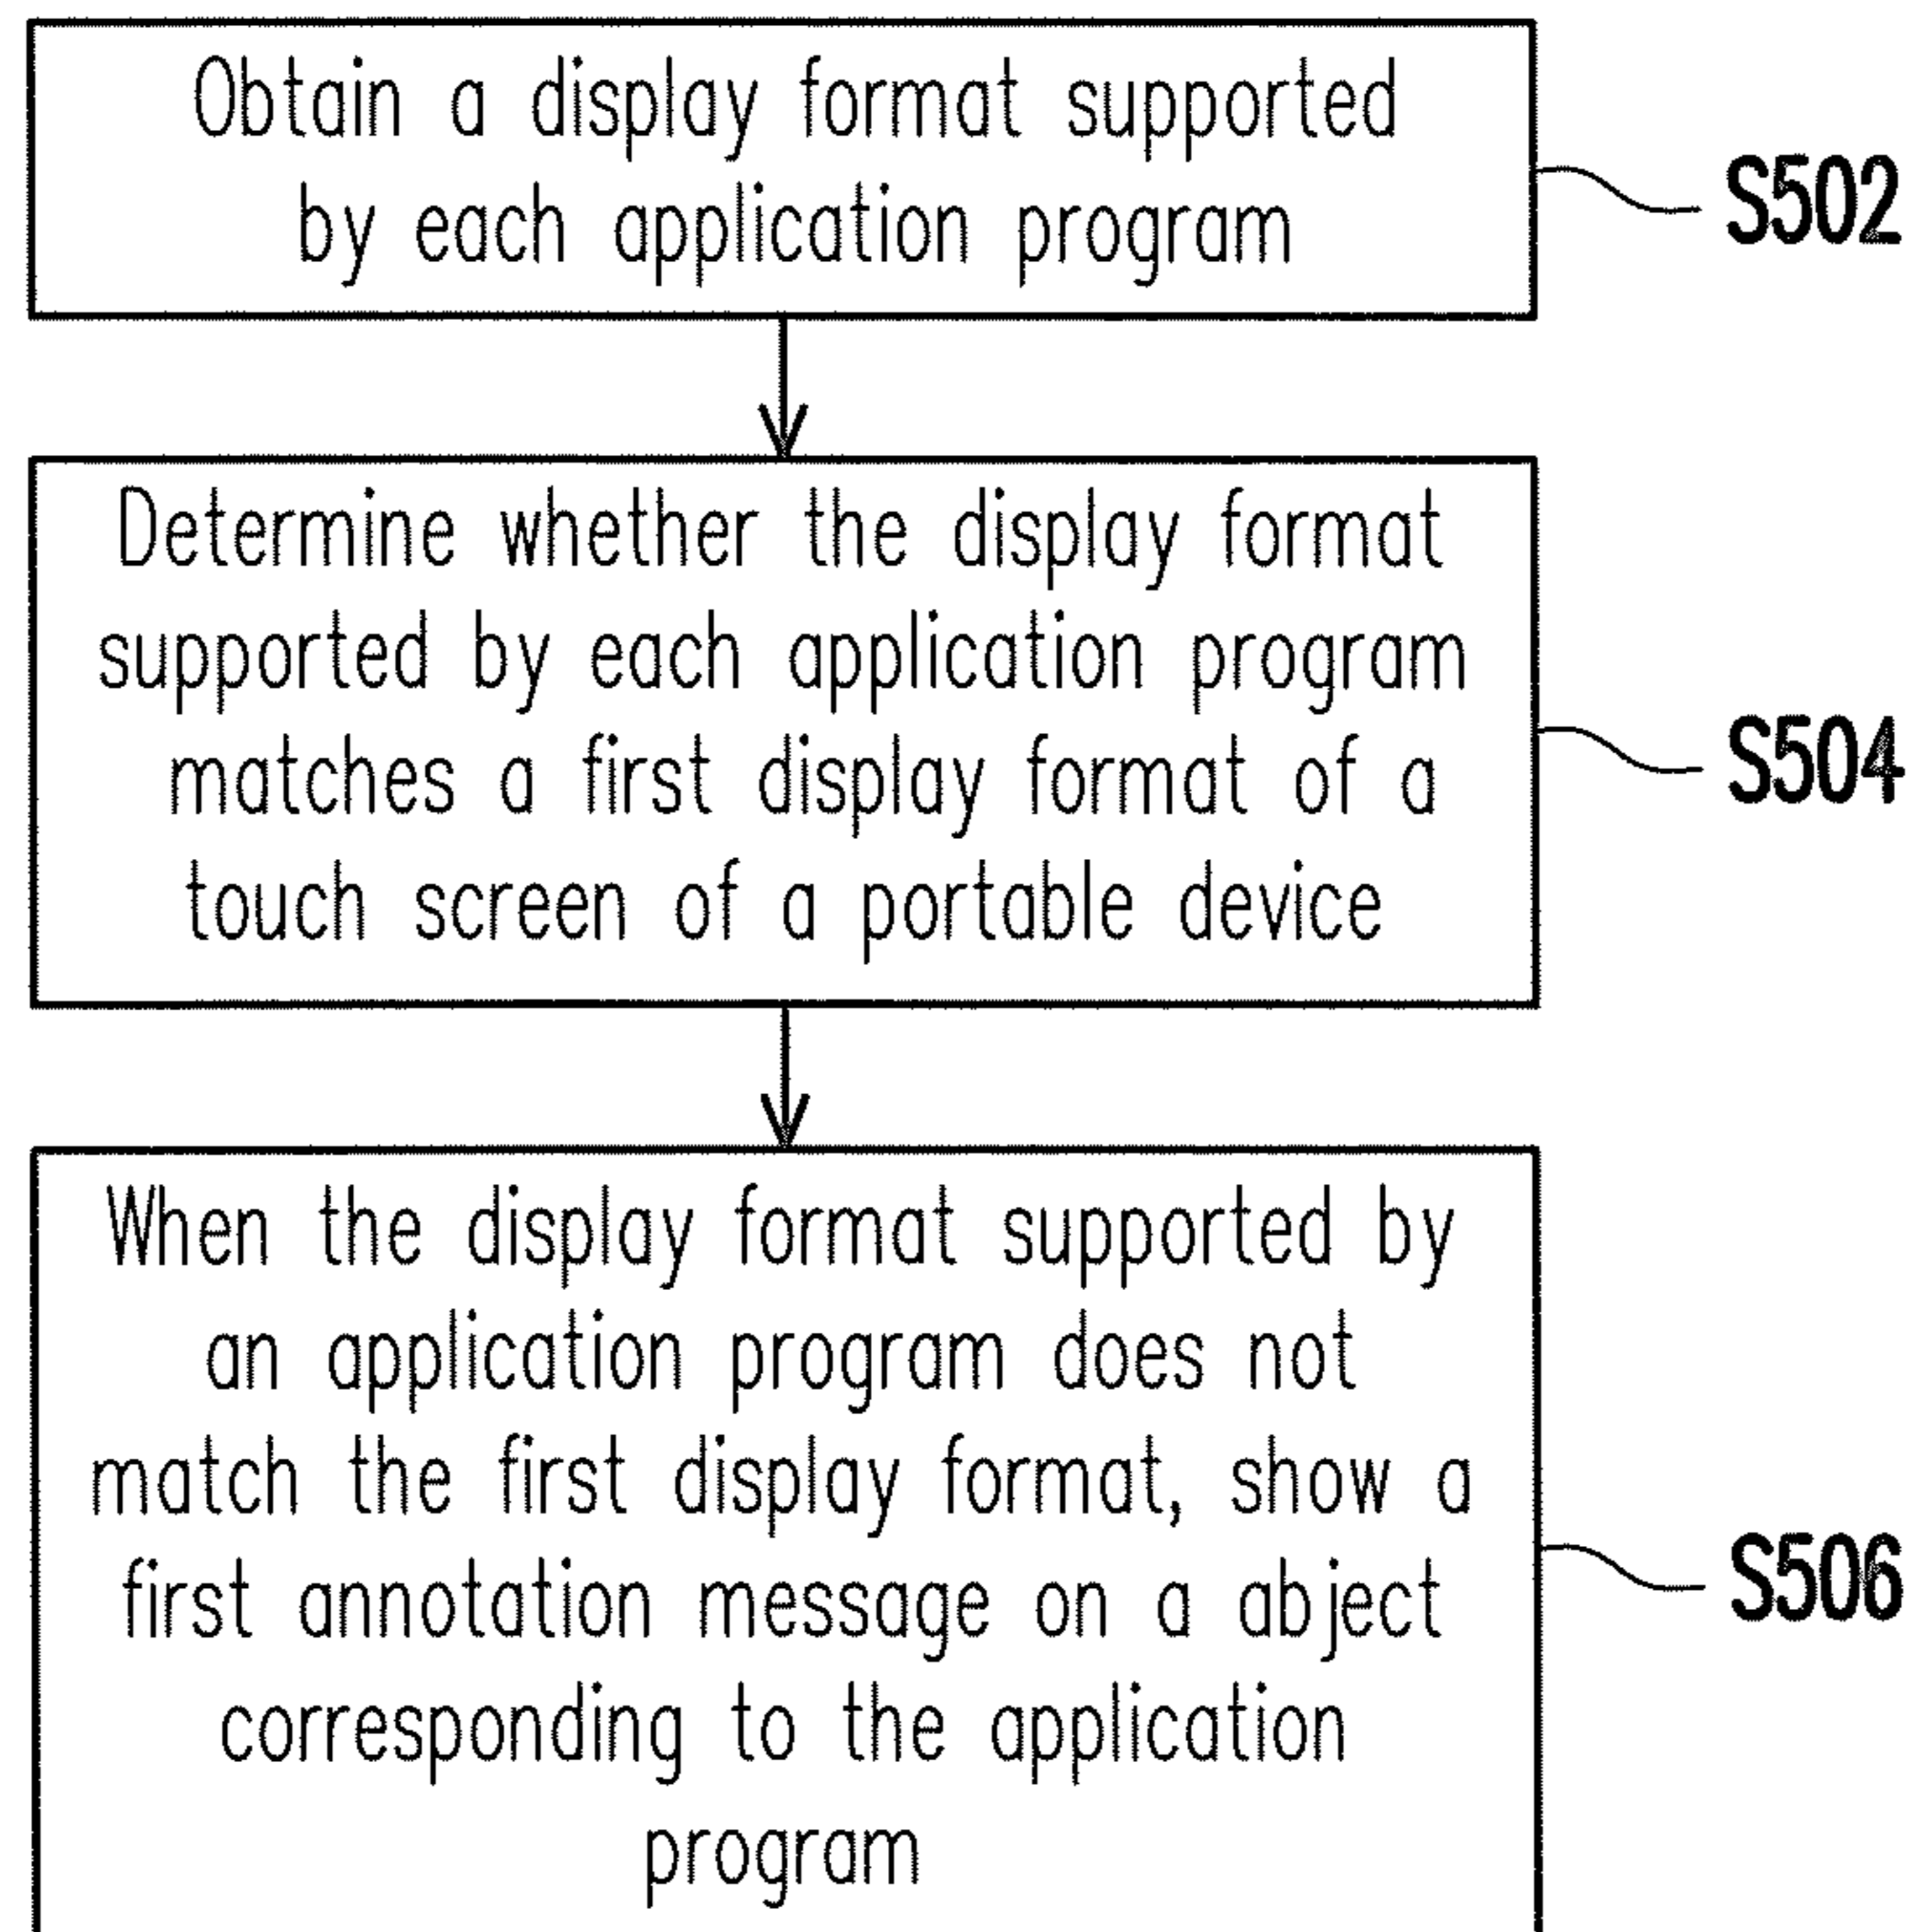 Obtain a display format supported
by each application program
S502
Determine whether the display format
supported by each application program
matches a first display format of a
touch screen of a portable device
S504
When the display format supported by
an application program does not
match the first display format, show a
first annotation message on a abject
corresponding to the application
program
S506